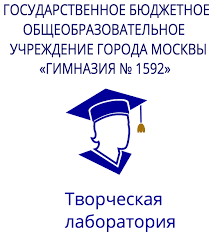 ГОСУДАРСТВЕННОЕ БЮДЖЕТНОЕ
ОБЩЕОБРАЗОВАТЕЛЬНОЕ
УЧРЕЖДЕНИЕ ГОРОДА МОСКВЫ
«ГИМНАЗИЯ № 1592»
Творческая
лаборатория